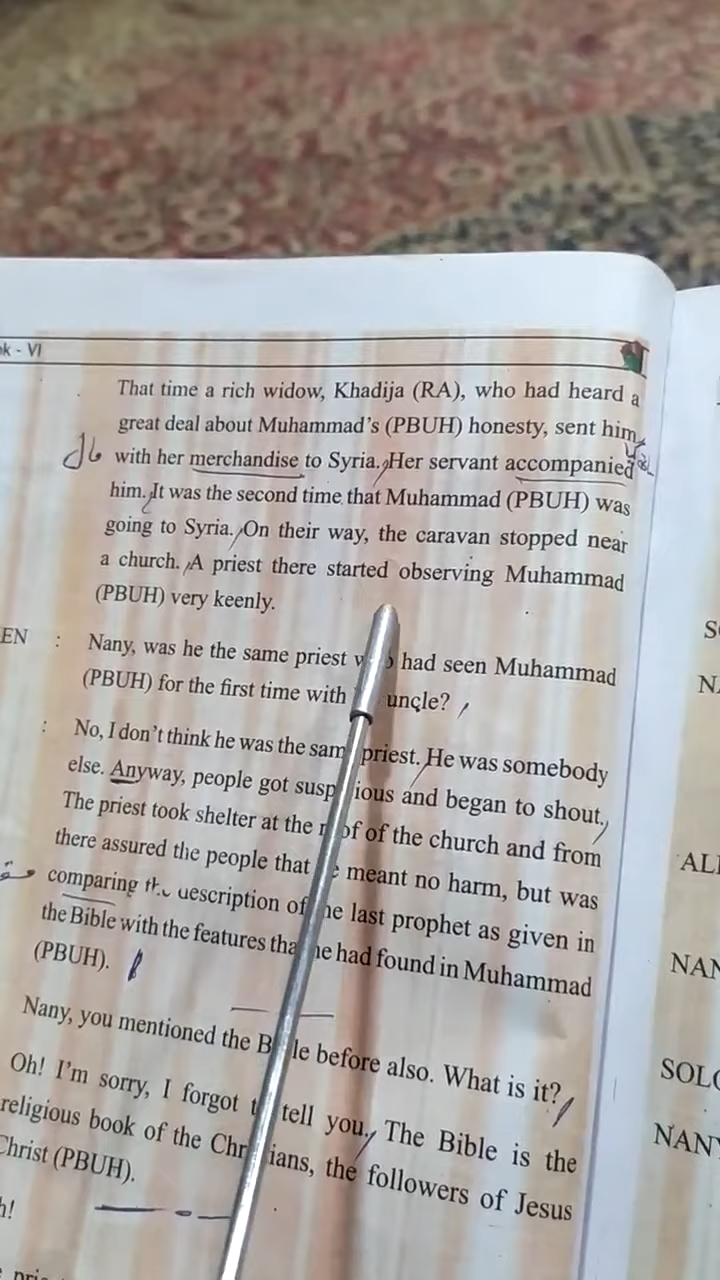 k - VI
That time a rich widow, Khadija (RA), who had heard a
great deal about Muhammad's (PBUH) honesty, sent him
مال with her merchandise to Syria. Her servant accompanied
him. It was the second time that Muhammad (PBUH) was
going to Syria. On their way, the caravan stopped near
a church. A priest there started observing Muhammad
(PBUH) very keenly.
EN : Nany, was he the same priest had seen Muhammad
(PBUH) for the first time with uncle?
: No, I don't think he was the sam priest. He was somebody
else. Anyway, people got susp ious and began to shout.
The priest took shelter at the r of of the church and from
there assured the people that e meant no harm, but was
comparing the description of he last prophet as given in
the Bible with the features tha he had found in Muhammad
(PBUH).
Nany, you mentioned the B le before also. What is it?
Oh! I'm sorry, I forgot t tell you. The Bible is the
religious book of the Chr ians, the followers of Jesus
Christ (PBUH).
h!
S
NA
ALI
NAN
SOLO
NANY